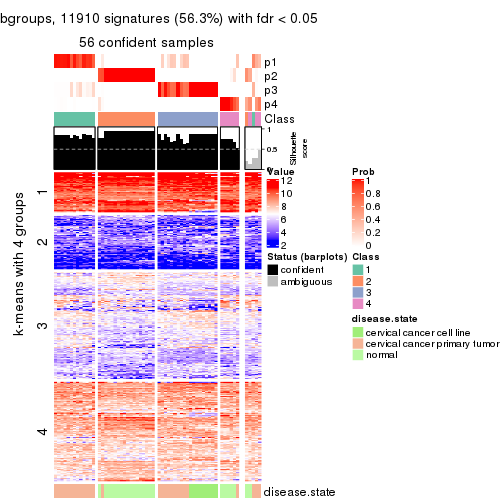 bgroups, 11910 signatures (56.3%) with fdr < 0.05
56 confident samples
p1
p2
p3
p4
Class
1
0.5
0
Silhouette
score
k-means with 4 groups
1
2
3
4
Value
12
10
8
6
4
2
Prob
1
0.8
0.6
0.4
0.2
0
Status (barplots)
confident
ambiguous
Class
1
2
3
4
disease.state
cervical cancer cell line
cervical cancer primary tumor
normal
disease.state